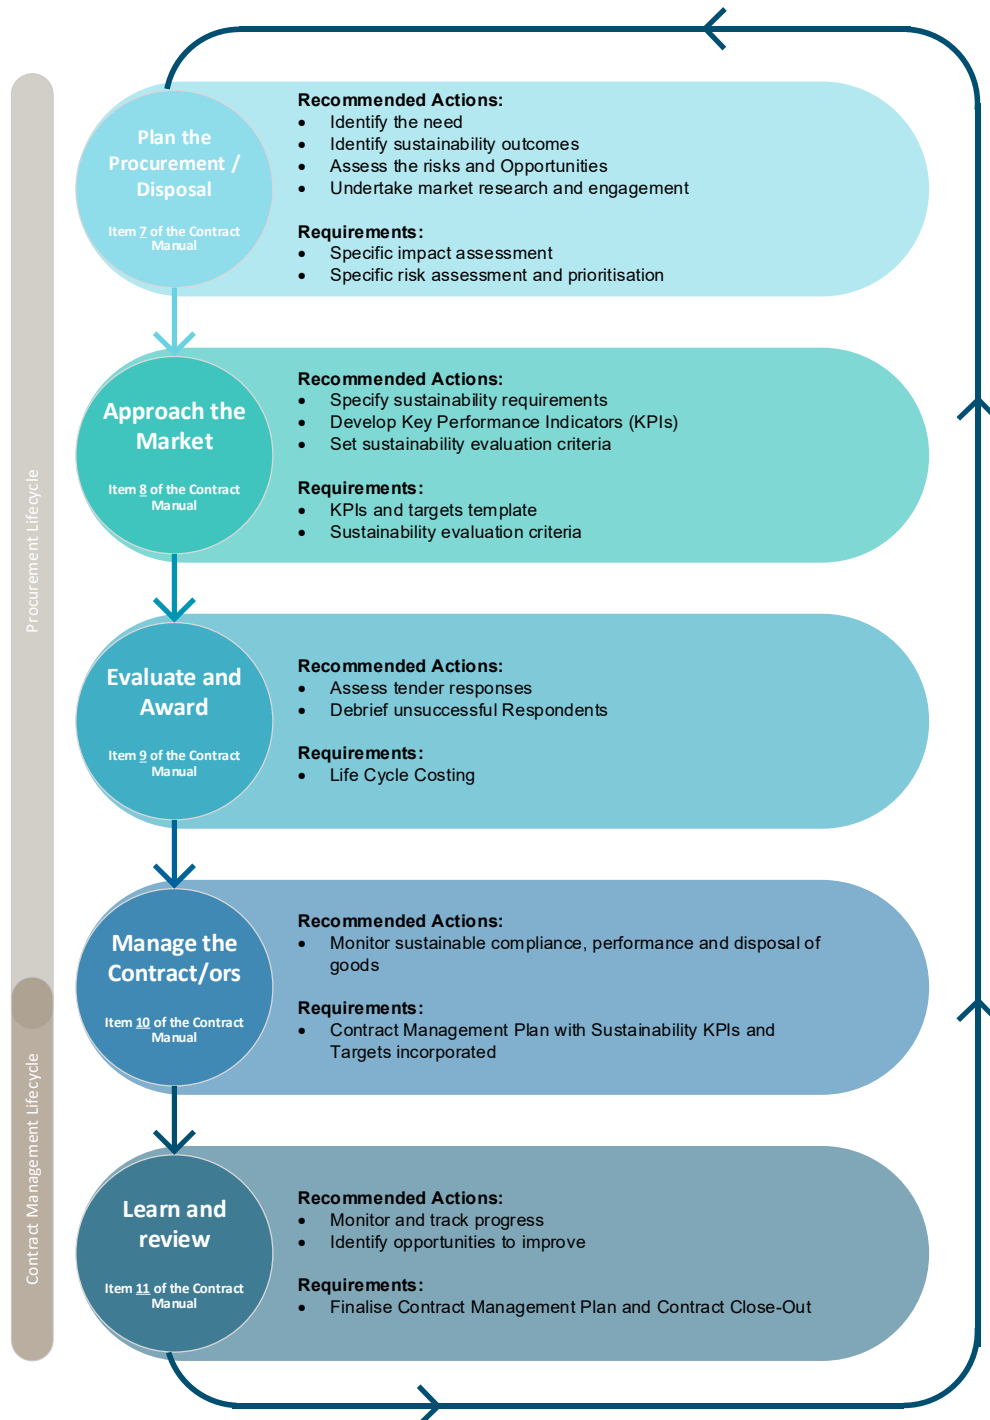 Procurement Lifecycle
Contract Management Lifecycle
Plan the
Procurement /
Disposal
Item 7 of the Contract
Manual
Recommended Actions:
• Identify the need
• Identify sustainability outcomes
• Assess the risks and Opportunities
• Undertake market research and engagement
Requirements:
• Specific impact assessment
• Specific risk assessment and prioritisation
Approach the
Market
Item 8 of the Contract
Manual
Recommended Actions:
• Specify sustainability requirements
• Develop Key Performance Indicators (KPIs)
• Set sustainability evaluation criteria
Requirements:
• KPIs and targets template
• Sustainability evaluation criteria
Evaluate and
Award
Item 9 of the Contract
Manual
Recommended Actions:
• Assess tender responses
• Debrief unsuccessful Respondents
Requirements:
• Life Cycle Costing
Manage the
Contract/ors
Item 10 of the Contract
Manual
Recommended Actions:
• Monitor sustainable compliance, performance and disposal of
goods
Requirements:
• Contract Management Plan with Sustainability KPIs and
Targets incorporated
Learn and
review
Item 11 of the Contract
Manual
Recommended Actions:
• Monitor and track progress
• Identify opportunities to improve
Requirements:
• Finalise Contract Management Plan and Contract Close-Out